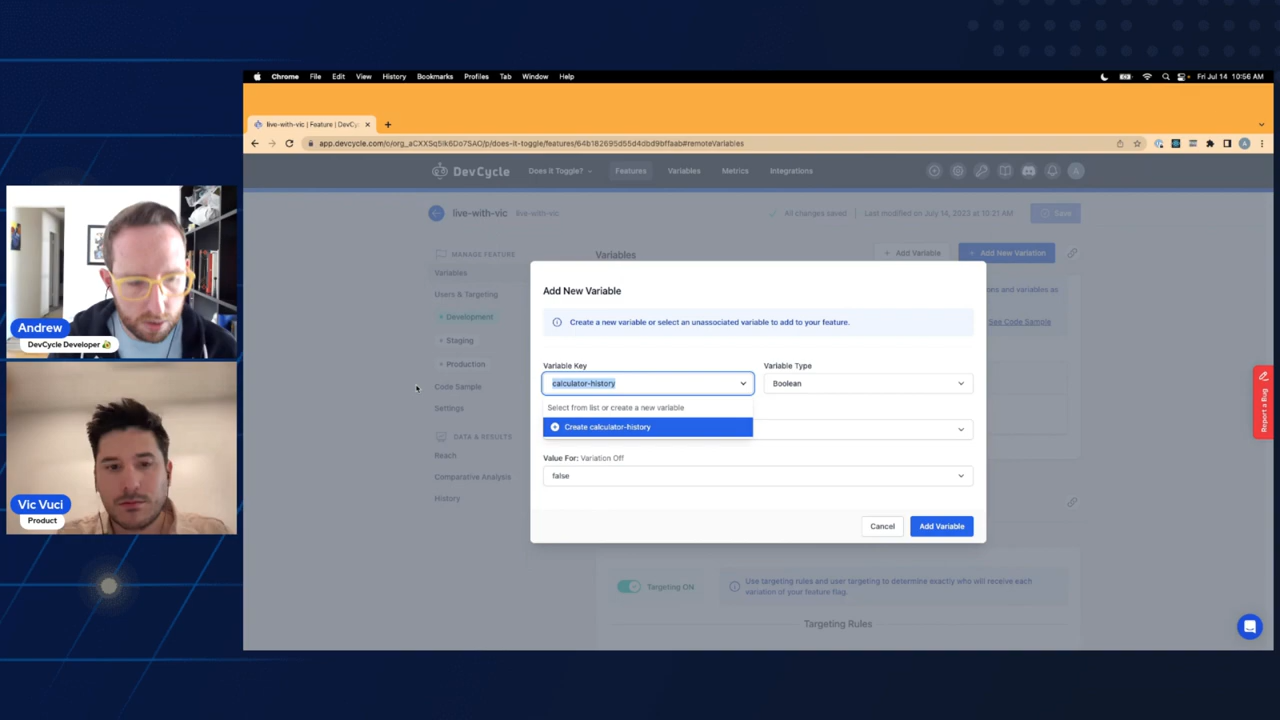 Chrome File Edit View History Bookmarks Profiles Tab Window Help
Fri Jul 14 10:56 AM
live-with-vic | Feature | DevCy
app.devcycle.com/o/org_aCXXSq5lk6Do7SAO/p/does-it-toggle/features/64b182695d55d4dbd9bffaab#remoteVariables
DevCycle
Does it Toggle?
Features
Variables
Metrics
Integrations
A
live-with-vic
live-with-vic
All changes saved
Last modified on July 14, 2023 at 10:21 AM
Save
MANAGE FEATURE
Variables
Users & Targeting
+ Development
+ Staging
+ Production
Code Sample
Settings
DATA & RESULTS
Reach
Comparative Analysis
History
Variables
+ Add Variable
+ Add New Variation
ons and variables as
See Code Sample
Add New Variable
Create a new variable or select an unassociated variable to add to your feature.
Variable Key
Variable Type
calculator-history
Boolean
Select from list or create a new variable
Create calculator-history
Value For: Variation Off
false
Cancel
Add Variable
Targeting ON
Use targeting rules and user targeting to determine exactly who will receive each
variation of your feature flag.
Targeting Rules
Report a Bug
Andrew
DevCycle Developer
Vic Vuci
Product